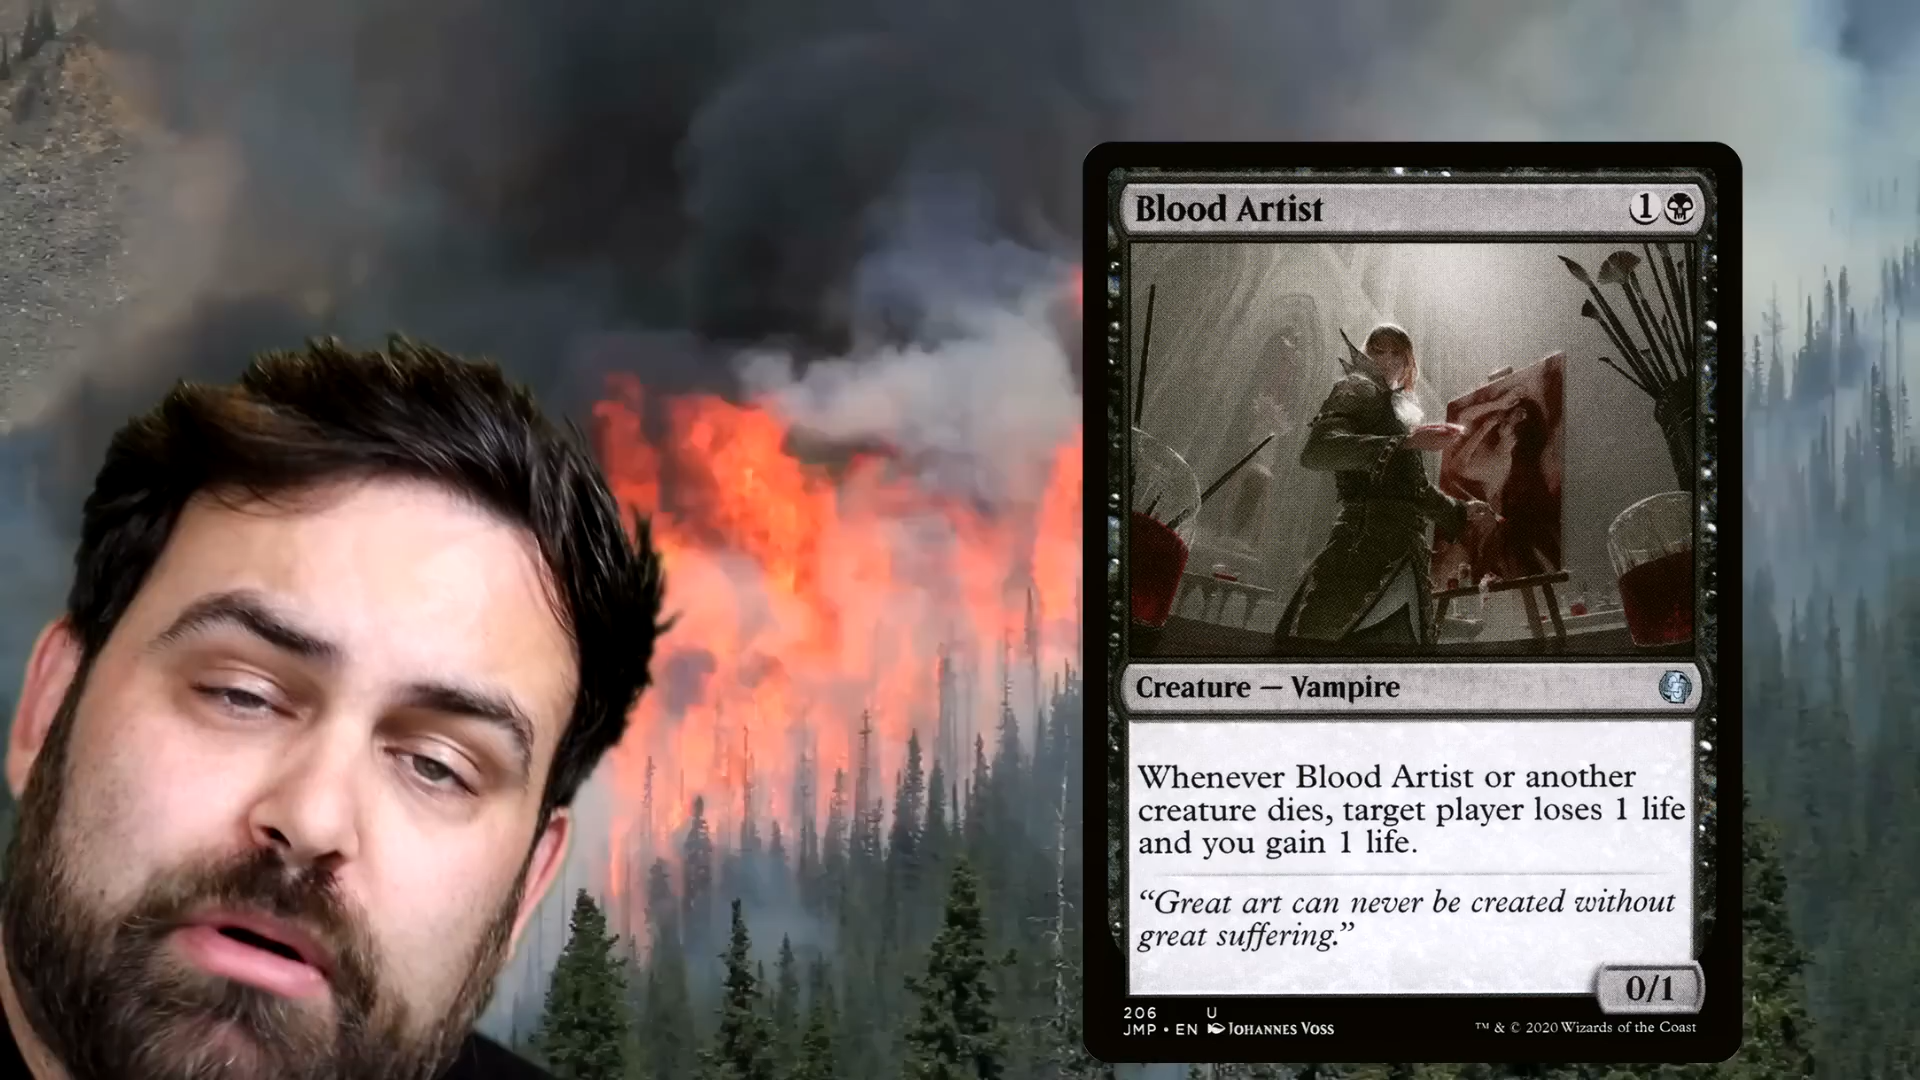 Blood Artist 1
Creature — Vampire
Whenever Blood Artist or another
creature dies, target player loses 1 life
and you gain 1 life.
“Great art can never be created without
great suffering.”
0/1
206 U
JMP • EN Johannes Voss
™ & © 2020 Wizards of the Coast